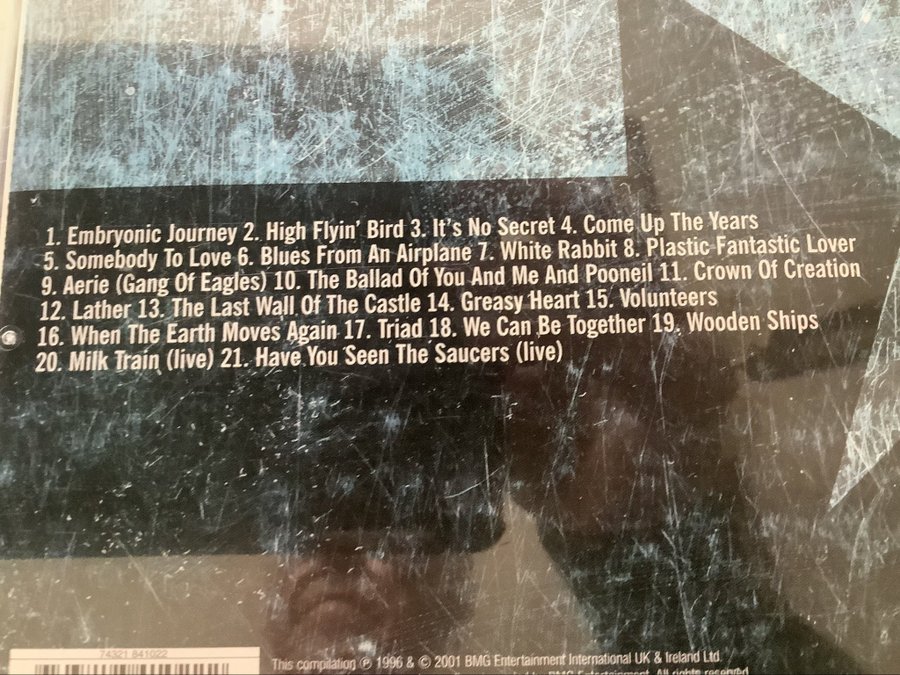 1. Embryonic Journey 2. High Flyin' Bird 3. It's No Secret 4. Come Up The Years
5. Somebody To Love 6. Blues From An Airplane 7. White Rabbit 8. Plastic Fantastic Lover
9. Aerie (Gang Of Eagles) 10. The Ballad Of You And Me And Pooneil 11. Crown Of Creation
12. Lather 13. The Last Wall Of The Castle 14. Greasy Heart 15. Volunteers
16. When The Earth Moves Again 17. Triad 18. We Can Be Together 19. Wooden Ships
20. Milk Train (live) 21. Have You Seen The Saucers (live)
74321 841022
This compilation ℗ 1996 & © 2001 BMG Entertainment International UK & Ireland Ltd.
BMG Entertainment. All rights reserved